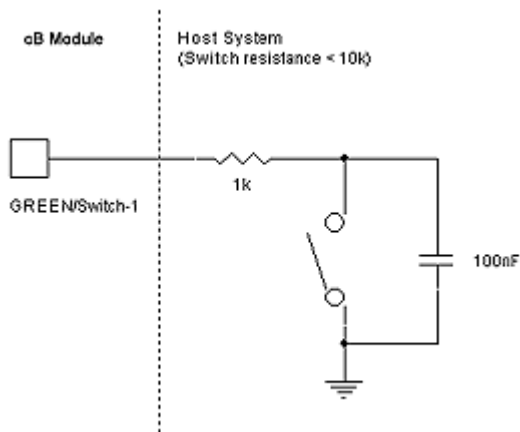 oB Module
Host System
(Switch resistance < 10k)
GREEN/Switch-1
1k
100nF